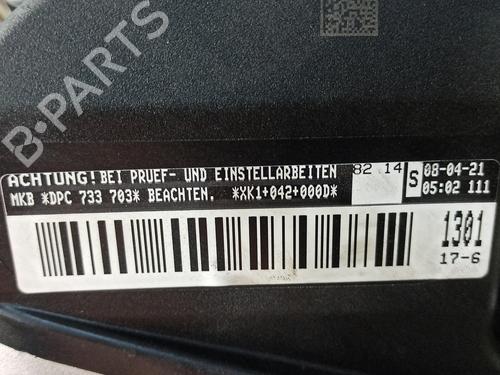 B-PARTS
ACHTUNG! BEI PRUEF- UND EINSTELLARBEITEN
MKB *DPC 733 703* BEACHTEN. *XK1+042+000D*
82 14
S
08-04-21
05:02 111
1301
17-6